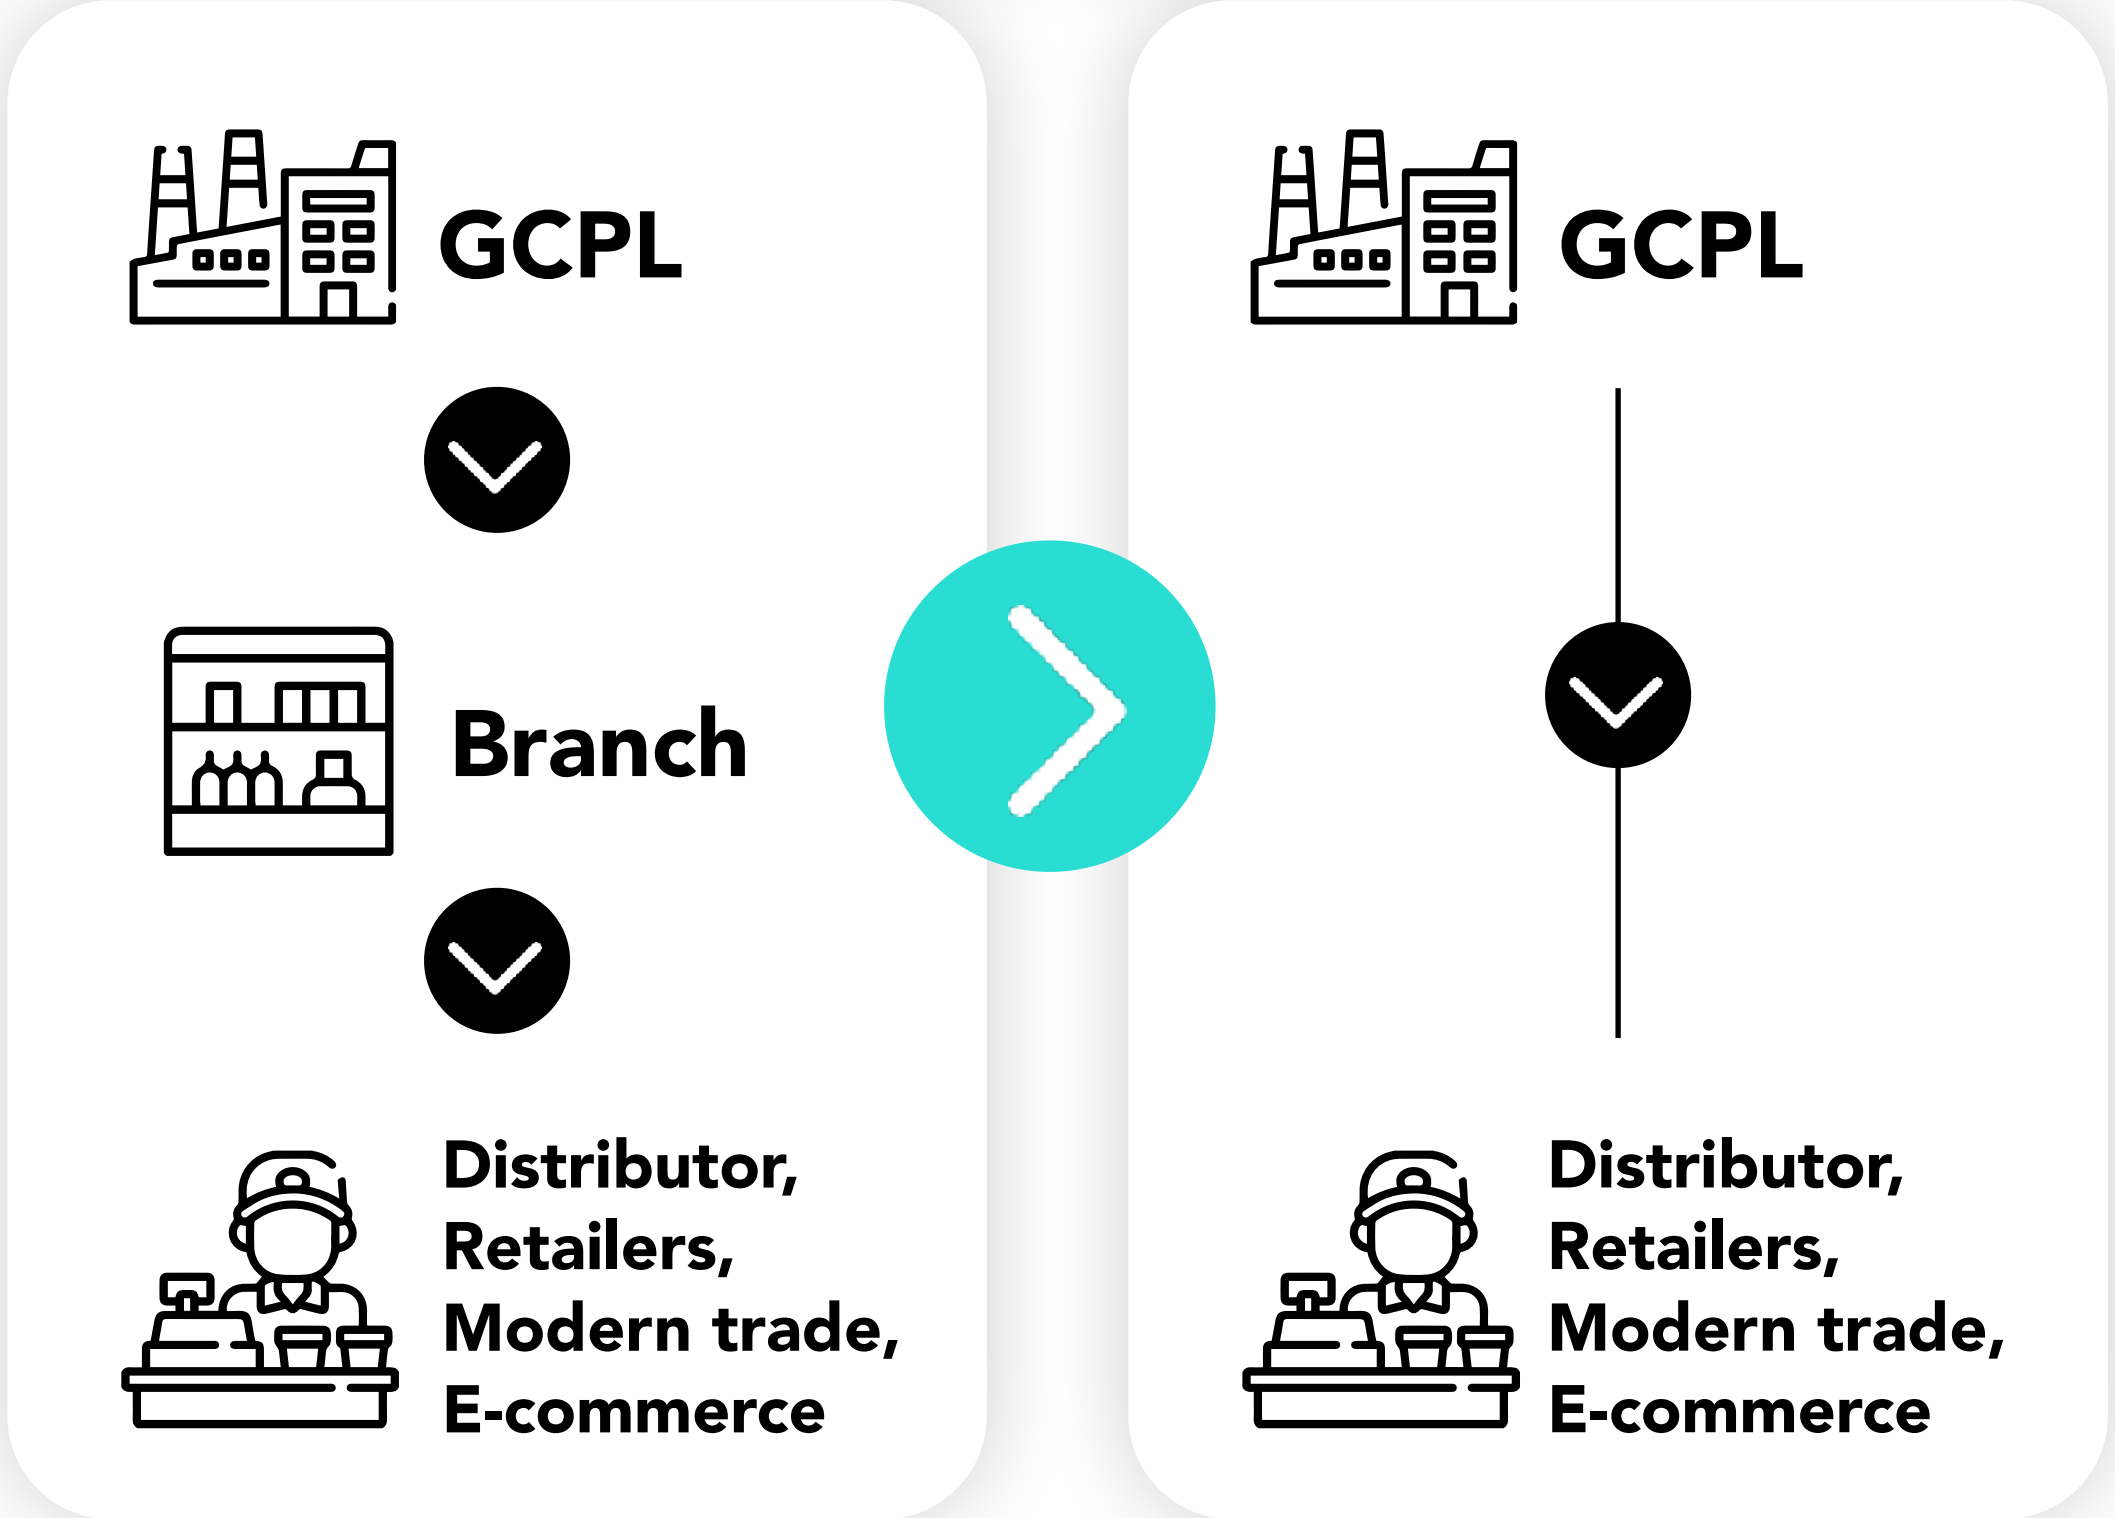 GCPL
Branch
Distributor,
Retailers,
Modern trade,
E-commerce
GCPL
Distributor,
Retailers,
Modern trade,
E-commerce